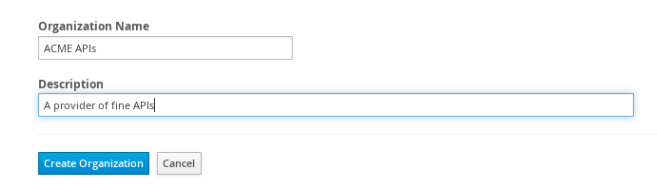 Organization Name
ACME APIs
Description
A provider of fine APIs
Create Organization Cancel